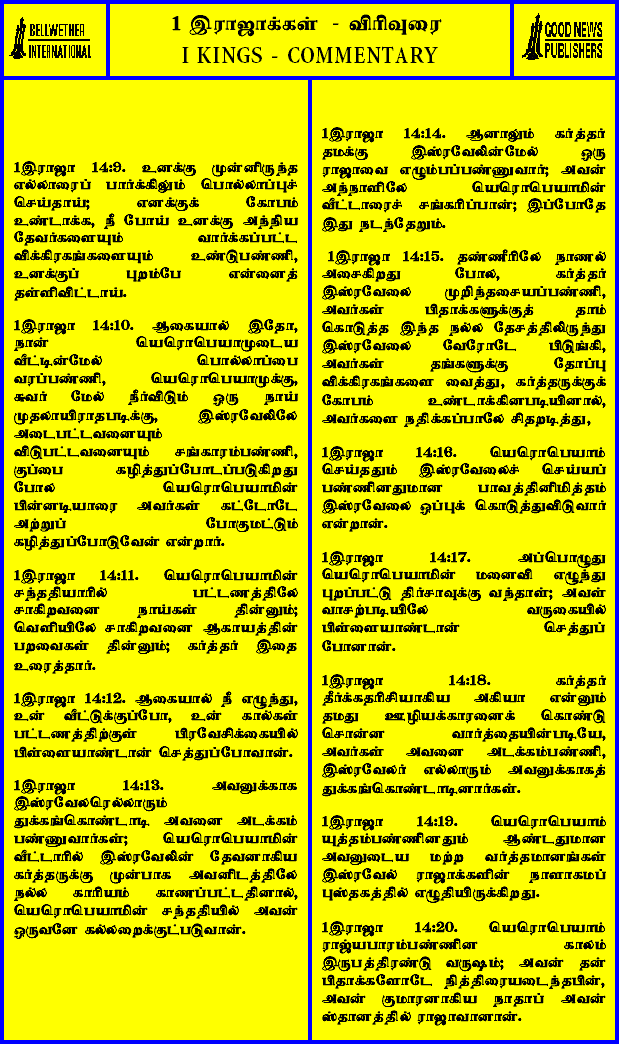 BELLWETHER
INTERNATIONAL
1 இராஜாக்கள் - விரிவுரை
I KINGS - COMMENTARY
GOOD NEWS
PUBLISHERS
1இராஜா 14:9. உனக்கு முன்னிருந்த
எல்லாரைப் பார்க்கிலும் பொல்லாப்புச்
செய்தாய்; எனக்குக் கோபம்
உண்டாக்க, நீ போய் உனக்கு அந்நிய
தேவர்களையும் வார்க்கப்பட்ட
விக்கிரகங்களையும் உண்டுபண்ணி,
உனக்குப் புறம்பே என்னைத்
தள்ளிவிட்டாய்.
1இராஜா 14:10. ஆகையால் இதோ,
நான் யெரொபெயாமுடைய
வீட்டின்மேல் பொல்லாப்பை
வரப்பண்ணி, யெரொபெயாமுக்கு,
சுவர் மேல் நீர்விடும் ஒரு நாய்
முதலாயிராதபடிக்கு, இஸ்ரவேலிலே
அடைபட்டவனையும்
விடுபட்டவனையும் சங்காரம்பண்ணி,
குப்பை கழித்துப்போடப்படுகிறது
போல யெரொபெயாமின்
பின்னடியாரை அவர்கள் கட்டோடே
அற்றுப் போகுமட்டும்
கழித்துப்போடுவேன் என்றார்.
1இராஜா 14:11. யெரொபெயாமின்
சந்ததியாரில் பட்டணத்திலே
சாகிறவனை நாய்கள் தின்னும்;
வெளியிலே சாகிறவனை ஆகாயத்தின்
பறவைகள் தின்னும்; கர்த்தர் இதை
உரைத்தார்.
1இராஜா 14:12. ஆகையால் நீ எழுந்து,
உன் வீட்டுக்குப்போ, உன் கால்கள்
பட்டணத்திற்குள் பிரவேசிக்கையில்
பிள்ளையாண்டான் செத்துப்போவான்.
1இராஜா 14:13. அவனுக்காக
இஸ்ரவேலரெல்லாரும்
துக்கங்கொண்டாடி அவனை அடக்கம்
பண்ணுவார்கள்; யெரொபெயாமின்
வீட்டாரில் இஸ்ரவேலின் தேவனாகிய
கர்த்தருக்கு முன்பாக அவனிடத்திலே
நல்ல காரியம் காணப்பட்டதினால்,
யெரொபெயாமின் சந்ததியில் அவன்
ஒருவனே கல்லறைக்குட்படுவான்.
1இராஜா 14:14. ஆனாலும் கர்த்தர்
தமக்கு இஸ்ரவேலின்மேல் ஒரு
ராஜாவை எழும்பப்பண்ணுவார்; அவன்
அந்நாளிலே யெரொபெயாமின்
வீட்டாரைச் சங்கரிப்பான்; இப்போதே
இது நடந்தேறும்.
1இராஜா 14:15. தண்ணீரிலே நாணல்
அசைகிறது போல, கர்த்தர்
இஸ்ரவேலை முறிந்தசையப்பண்ணி,
அவர்கள் பிதாக்களுக்குத் தாம்
கொடுத்த இந்த நல்ல தேசத்திலிருந்து
இஸ்ரவேலை வேரோடே பிடுங்கி,
அவர்கள் தங்களுக்கு தோப்பு
விக்கிரகங்களை வைத்து, கர்த்தருக்குக்
கோபம் உண்டாக்கினபடியினால்,
அவர்களை நதிக்கப்பாலே சிதறடித்து,
1இராஜா 14:16. யெரொபெயாம்
செய்ததும் இஸ்ரவேலைச் செய்யப்
பண்ணினதுமான பாவத்தினிமித்தம்
இஸ்ரவேலை ஒப்புக் கொடுத்துவிடுவார்
என்றான்.
1இராஜா 14:17. அப்பொழுது
யெரொபெயாமின் மனைவி எழுந்து
புறப்பட்டு திர்சாவுக்கு வந்தாள்; அவள்
வாசற்படியிலே வருகையில்
பிள்ளையாண்டான் செத்துப்
போனான்.
1இராஜா 14:18. கர்த்தர்
தீர்க்கதரிசியாகிய அகியா என்னும்
தமது ஊழியக்காரனைக் கொண்டு
சொன்ன வார்த்தையின்படியே,
அவர்கள் அவனை அடக்கம்பண்ணி,
இஸ்ரவேலர் எல்லாரும் அவனுக்காகத்
துக்கங்கொண்டாடினார்கள்.
1இராஜா 14:19. யெரொபெயாம்
யுத்தம்பண்ணினதும் ஆண்டதுமான
அவனுடைய மற்ற வர்த்தமானங்கள்
இஸ்ரவேல் ராஜாக்களின் நாளாகமப்
புஸ்தகத்தில் எழுதியிருக்கிறது.
1இராஜா 14:20. யெரொபெயாம்
ராஜ்யபாரம்பண்ணின காலம்
இருபத்திரண்டு வருஷம்; அவன் தன்
பிதாக்களோடே நித்திரையடைந்தபின்,
அவன் குமாரனாகிய நாதாப் அவன்
ஸ்தானத்தில் ராஜாவானான்.